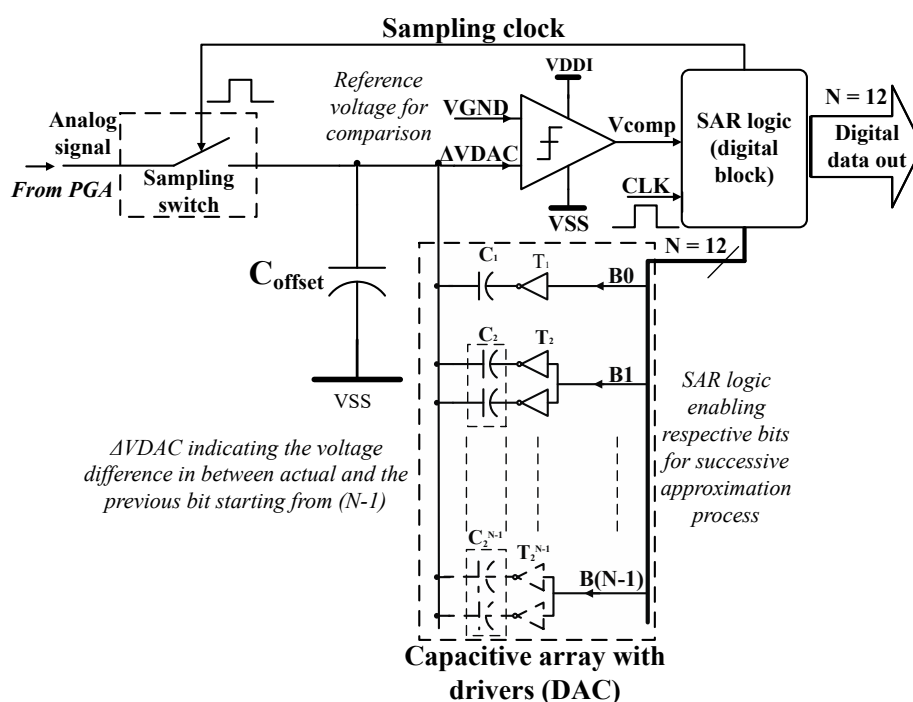 Sampling clock
Reference
voltage for
comparison
VDDI
VGND
Vcomp
ΔVDAC
VSS
SAR logic
(digital
block)
N = 12
Digital
data out
Analog
signal
From PGA
Sampling
switch
CLK
N = 12
Coffset
VSS
C1
T1
B0
C2
T2
B1
SAR logic
enabling
respective bits
for successive
approximation
process
ΔVDAC indicating the voltage
difference in between actual and the
previous bit starting from (N-1)
C2N-1
T2N-1
B(N-1)
Capacitive array with
drivers (DAC)